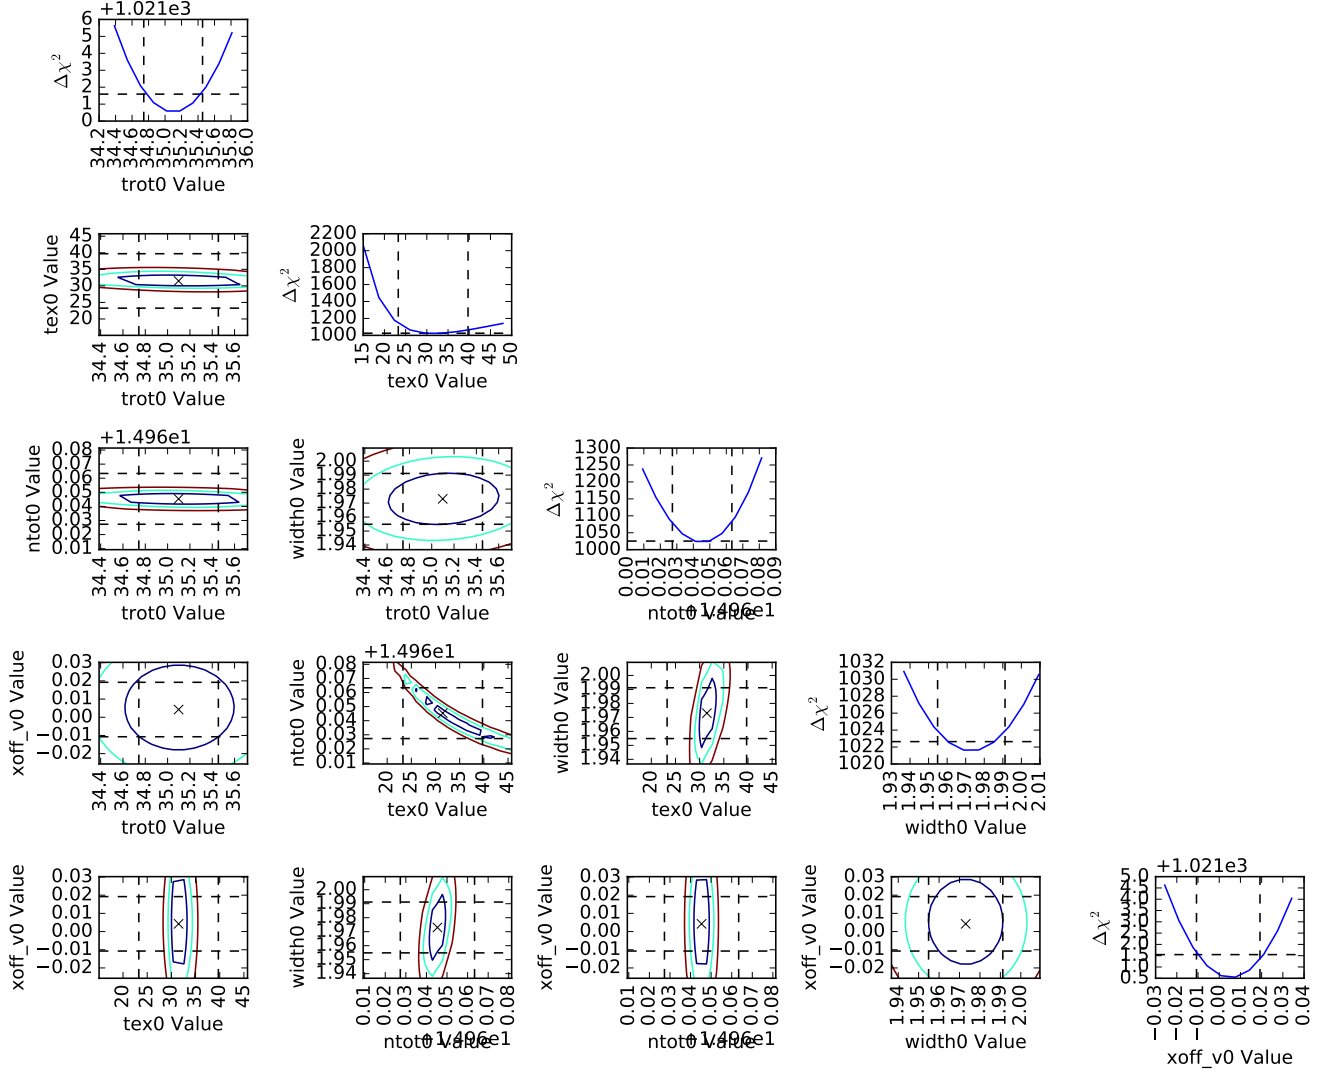 +1.021e3
6
5
4
3
2
1
0
Δχ²
34.2 34.4 34.6 34.8 35.0 35.2 35.4 35.6 35.8 36.0
trot0 Value
45
40
35
30
25
20
tex0 Value
34.4 34.6 34.8 35.0 35.2 35.4 35.6
trot0 Value
2200
2000
1800
1600
1400
1200
1000
Δχ²
15 20 25 30 35 40 45 50
tex0 Value
+1.496e1
0.08
0.07
0.06
0.05
0.04
0.03
0.02
0.01
ntot0 Value
34.4 34.6 34.8 35.0 35.2 35.4 35.6
trot0 Value
2.00
1.99
1.98
1.97
1.96
1.95
1.94
width0 Value
34.4 34.6 34.8 35.0 35.2 35.4 35.6
trot0 Value
1300
1250
1200
1150
1100
1050
1000
Δχ²
0.00 0.01 0.02 0.03 0.04 0.05 0.06 0.07 0.08 0.09
ntot0 Value
+1.496e1
0.03
0.02
0.01
0.00
−0.01
−0.02
xoff_v0 Value
34.4 34.6 34.8 35.0 35.2 35.4 35.6
trot0 Value
+1.496e1
0.08
0.07
0.06
0.05
0.04
0.03
0.02
0.01
ntot0 Value
20 25 30 35 40 45
tex0 Value
2.00
1.99
1.98
1.97
1.96
1.95
1.94
width0 Value
20 25 30 35 40 45
tex0 Value
1032
1030
1028
1026
1024
1022
1020
Δχ²
1.93 1.94 1.95 1.96 1.97 1.98 1.99 2.00 2.01
width0 Value
0.03
0.02
0.01
0.00
−0.01
−0.02
xoff_v0 Value
20 25 30 35 40 45
tex0 Value
2.00
1.99
1.98
1.97
1.96
1.95
1.94
width0 Value
0.01 0.02 0.03 0.04 0.05 0.06 0.07 0.08
ntot0 Value
+1.496e1
0.03
0.02
0.01
0.00
−0.01
−0.02
xoff_v0 Value
0.01 0.02 0.03 0.04 0.05 0.06 0.07 0.08
ntot0 Value
+1.496e1
0.03
0.02
0.01
0.00
−0.01
−0.02
xoff_v0 Value
1.94 1.95 1.96 1.97 1.98 1.99 2.00
width0 Value
+1.021e3
5.0
4.5
4.0
3.5
3.0
2.5
2.0
1.5
1.0
0.5
Δχ²
−0.03 −0.02 −0.01 0.00 0.01 0.02 0.03 0.04
xoff_v0 Value